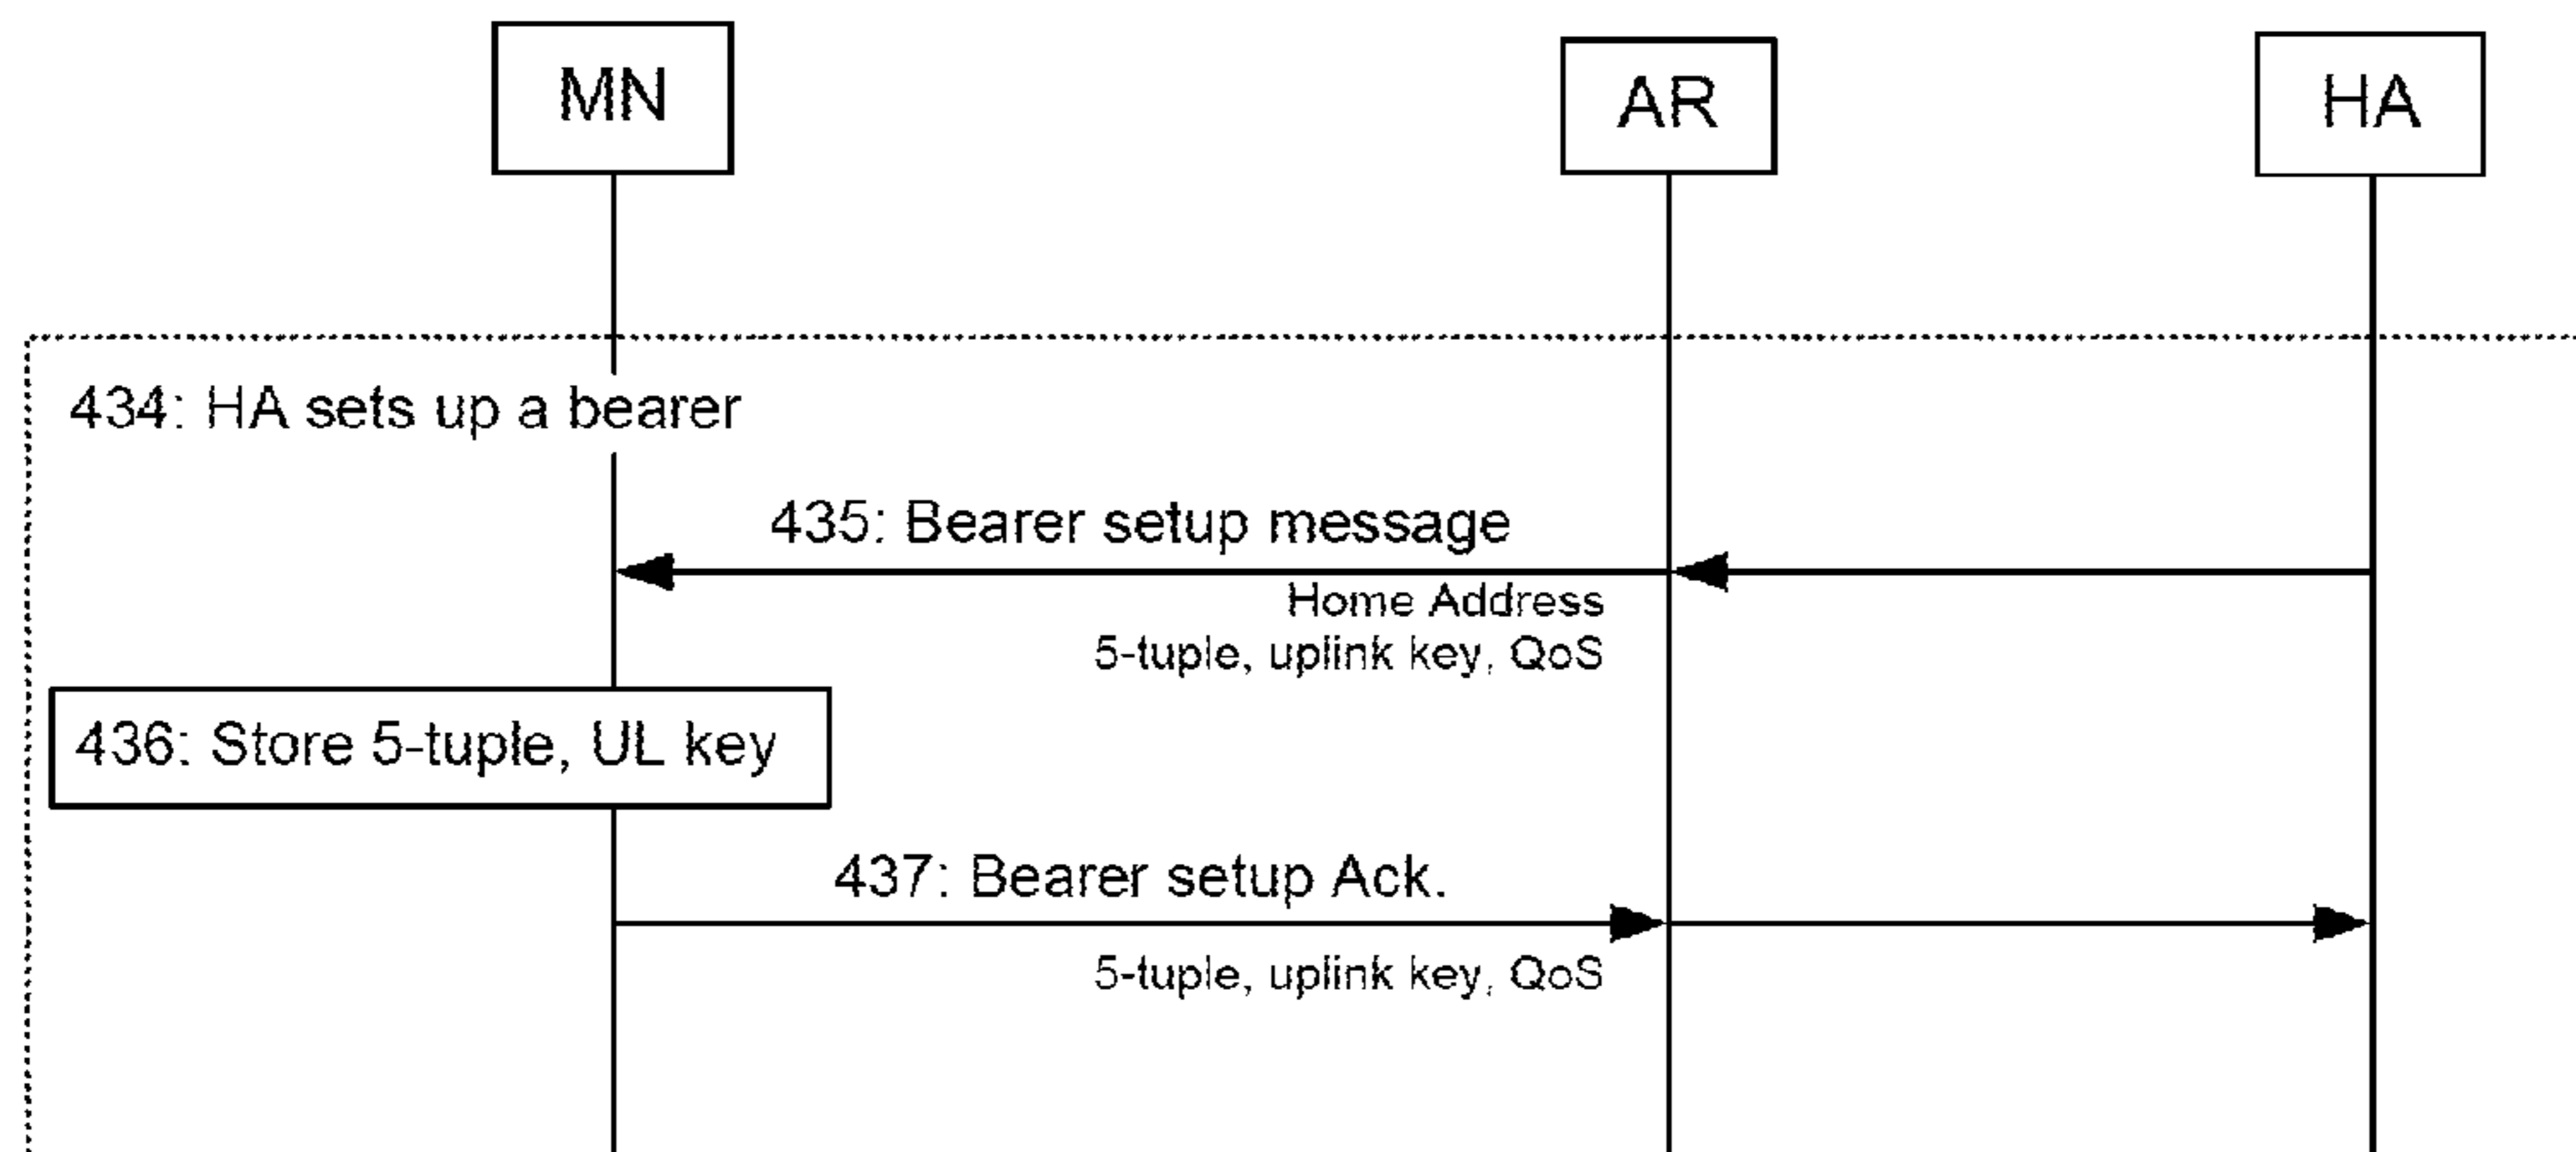 MN
AR
HA
434: HA sets up a bearer
435: Bearer setup message
Home Address
5-tuple, uplink key, QoS
436: Store 5-tuple, UL key
437: Bearer setup Ack.
5-tuple, uplink key, QoS